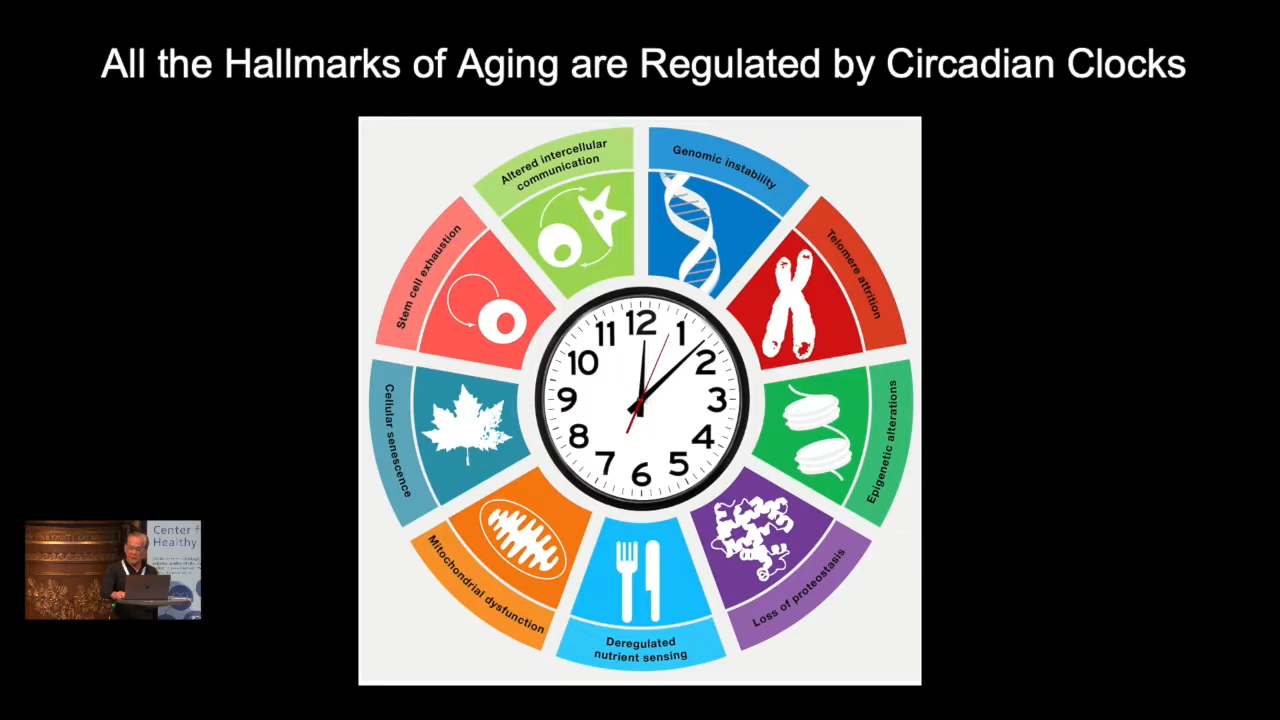 All the Hallmarks of Aging are Regulated by Circadian Clocks
Altered intercellular
communication
Genomic instability
Telomere attrition
Epigenetic alterations
Loss of proteostasis
Deregulated
nutrient sensing
Mitochondrial dysfunction
Cellular senescence
Stem cell exhaustion
12
1
2
3
4
5
6
7
8
9
10
11
Center f
Healthy